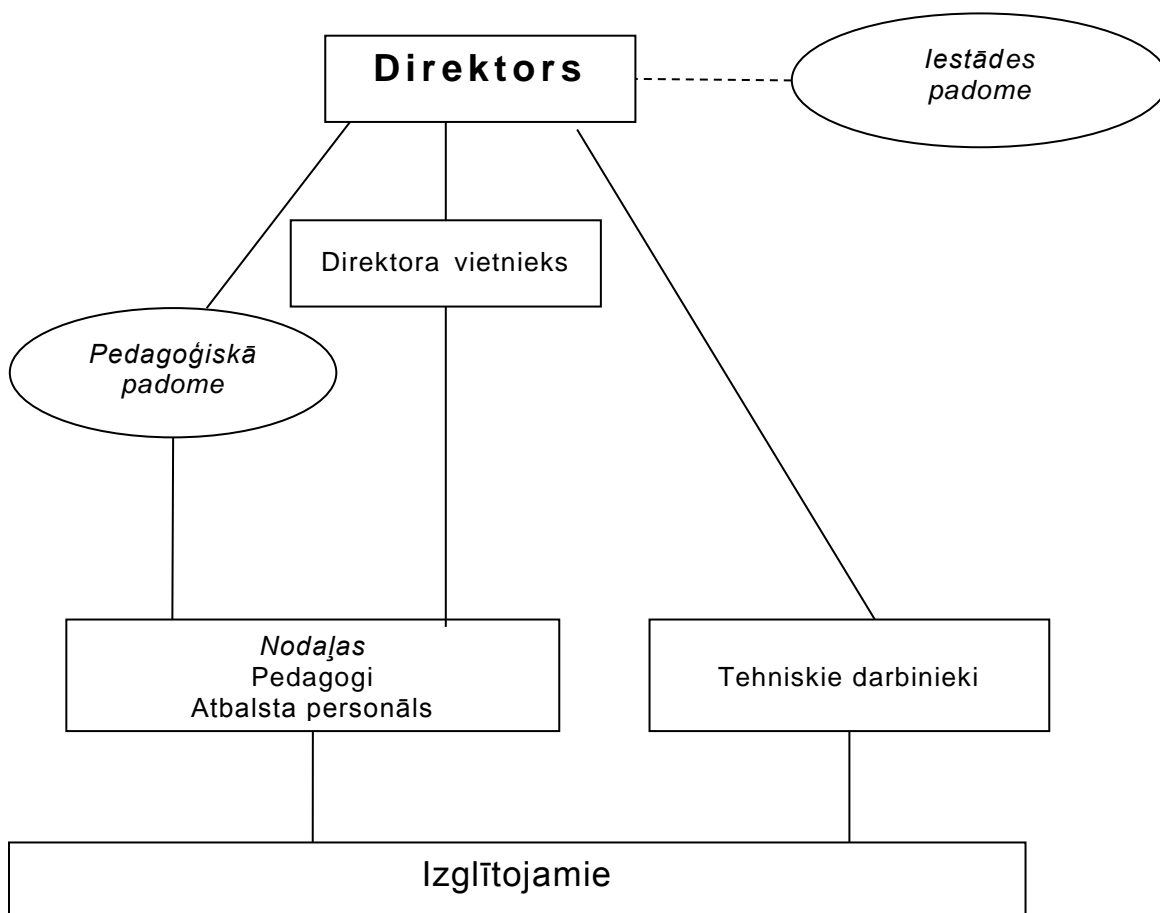 Direktors
Iestādes
padome
Direktora vietnieks
Pedagoģiskā
padome
Nodaļas
Pedagogi
Atbalsta personāls
Tehniskie darbinieki
Izglītojamie